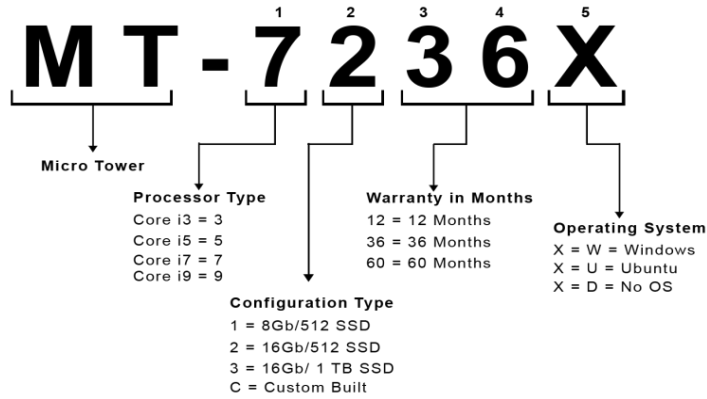 1 2 3 4 5
MT-7236X
Micro Tower
Processor Type
Core i3 = 3
Core i5 = 5
Core i7 = 7
Core i9 = 9
Configuration Type
1 = 8Gb/512 SSD
2 = 16Gb/512 SSD
3 = 16Gb/ 1 TB SSD
C = Custom Built
Warranty in Months
12 = 12 Months
36 = 36 Months
60 = 60 Months
Operating System
X = W = Windows
X = U = Ubuntu
X = D = No OS